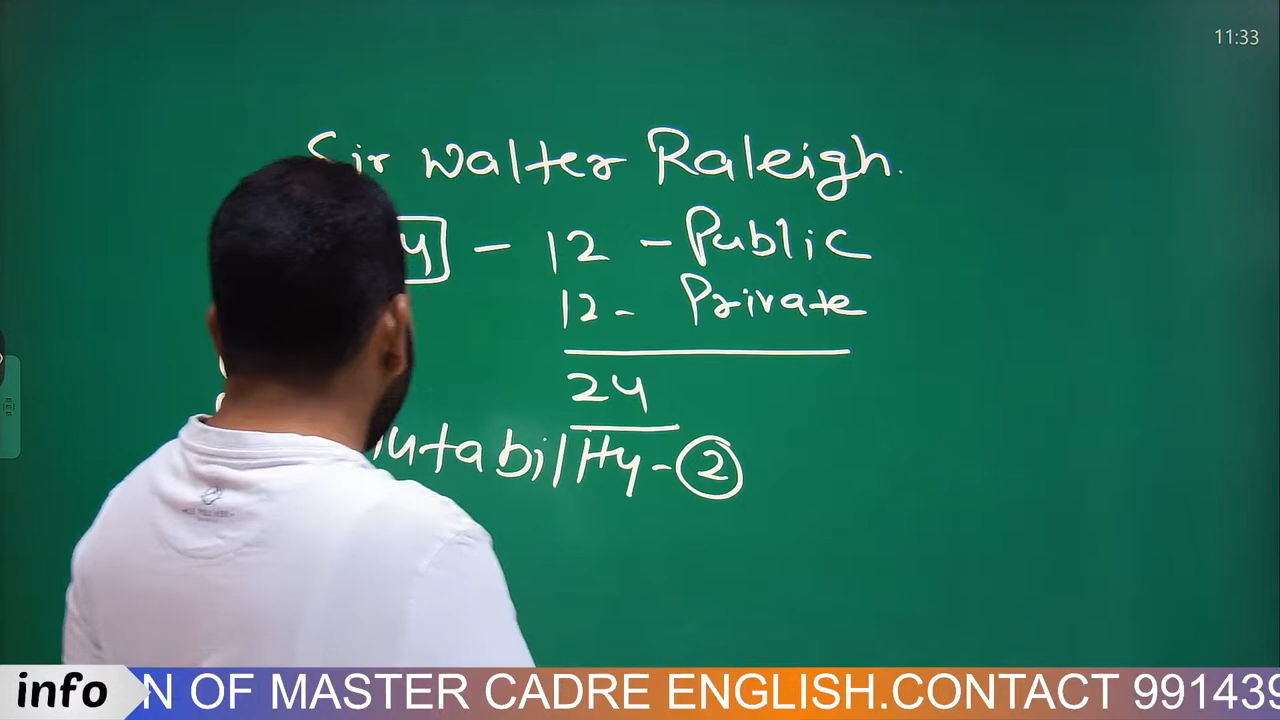 11:33
Sir Walter Raleigh.
4 - 12 - Public
12 - Private
24
utability - 2
info N OF MASTER CADRE ENGLISH.CONTACT 991439